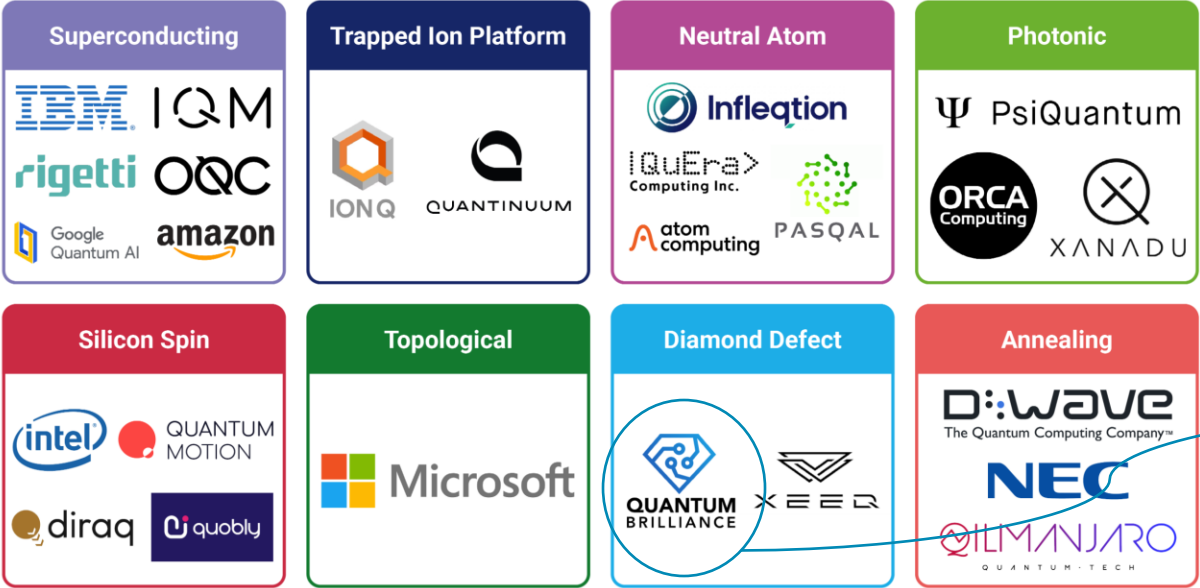 Superconducting
IBM®
IQM
rigetti
OQC
Google
Quantum AI
amazon
Trapped Ion Platform
IONQ
QUANTINUUM
Neutral Atom
Infleqtion
|QuEra>
Computing Inc.
PASQAL
atom
computing
Photonic
Ψ PsiQuantum
ORCA
Computing
XANADU
Silicon Spin
intel®
QUANTUM
MOTION
diraq
quobly
Topological
Microsoft
Diamond Defect
QUANTUM
BRILLIANCE
XEEQ
Annealing
D:wave
The Quantum Computing Company™
NEC
QILIMANJARO
QUANTUM-TECH